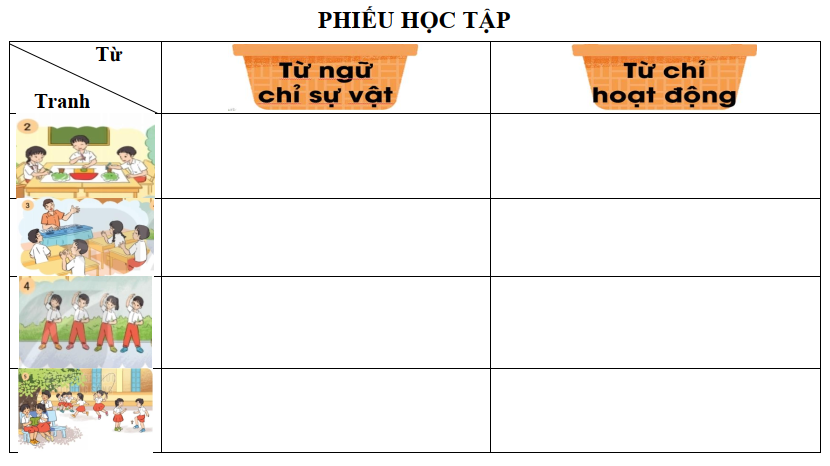 PHIẾU HỌC TẬP
Từ
Tranh
Từ ngữ
chỉ sự vật
Từ chỉ
hoạt động
2
3
4